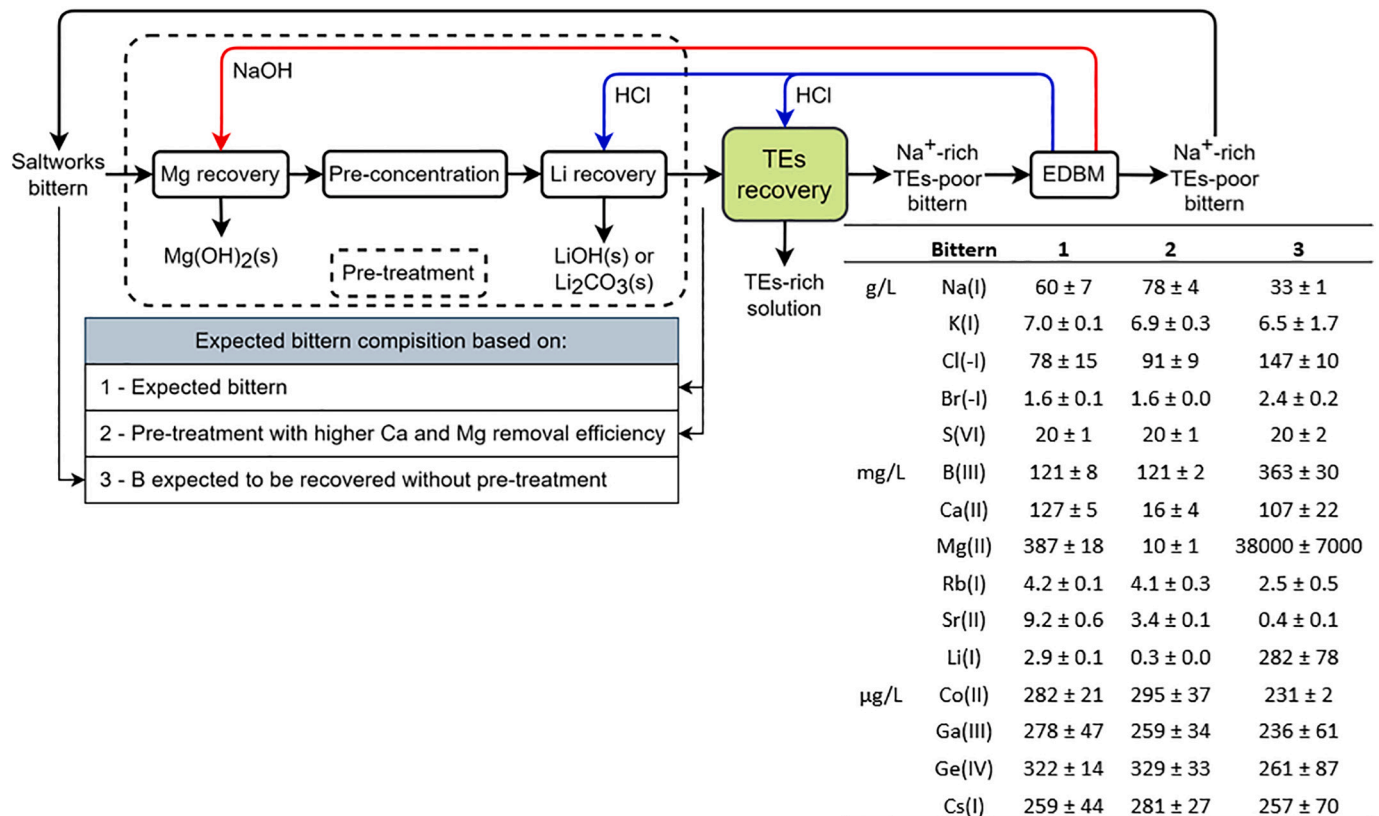 NaOH
HCl
HCl
Saltworks
bittern
Mg recovery
Pre-concentration
Li recovery
TEs
recovery
Na+-rich
TEs-poor
bittern
EDBM
Na+-rich
TEs-poor
bittern
Mg(OH)2(s)
Pre-treatment
LiOH(s) or
Li2CO3(s)
TEs-rich
solution
Expected bittern compisition based on:
1 - Expected bittern
2 - Pre-treatment with higher Ca and Mg removal efficiency
3 - B expected to be recovered without pre-treatment
Bittern 1 2 3
g/L Na(I) 60 ± 7 78 ± 4 33 ± 1
K(I) 7.0 ± 0.1 6.9 ± 0.3 6.5 ± 1.7
Cl(-I) 78 ± 15 91 ± 9 147 ± 10
Br(-I) 1.6 ± 0.1 1.6 ± 0.0 2.4 ± 0.2
S(VI) 20 ± 1 20 ± 1 20 ± 2
mg/L B(III) 121 ± 8 121 ± 2 363 ± 30
Ca(II) 127 ± 5 16 ± 4 107 ± 22
Mg(II) 387 ± 18 10 ± 1 38000 ± 7000
Rb(I) 4.2 ± 0.1 4.1 ± 0.3 2.5 ± 0.5
Sr(II) 9.2 ± 0.6 3.4 ± 0.1 0.4 ± 0.1
Li(I) 2.9 ± 0.1 0.3 ± 0.0 282 ± 78
µg/L Co(II) 282 ± 21 295 ± 37 231 ± 2
Ga(III) 278 ± 47 259 ± 34 236 ± 61
Ge(IV) 322 ± 14 329 ± 33 261 ± 87
Cs(I) 259 ± 44 281 ± 27 257 ± 70